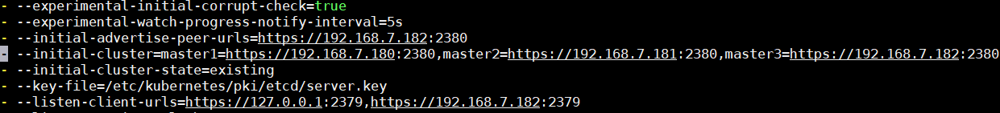 - --experimental-initial-corrupt-check=true
- --experimental-watch-progress-notify-interval=5s
- --initial-advertise-peer-urls=https://192.168.7.182:2380
- --initial-cluster=master1=https://192.168.7.180:2380,master2=https://192.168.7.181:2380,master3=https://192.168.7.182:2380
- --initial-cluster-state=existing
- --key-file=/etc/kubernetes/pki/etcd/server.key
- --listen-client-urls=https://127.0.0.1:2379,https://192.168.7.182:2379